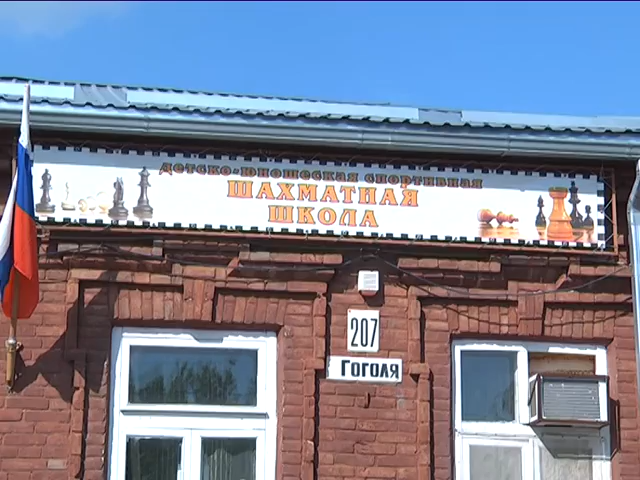 детско-юношеская спортивная
ШАХМАТНАЯ
ШКОЛА
207
ГОГОЛЯ